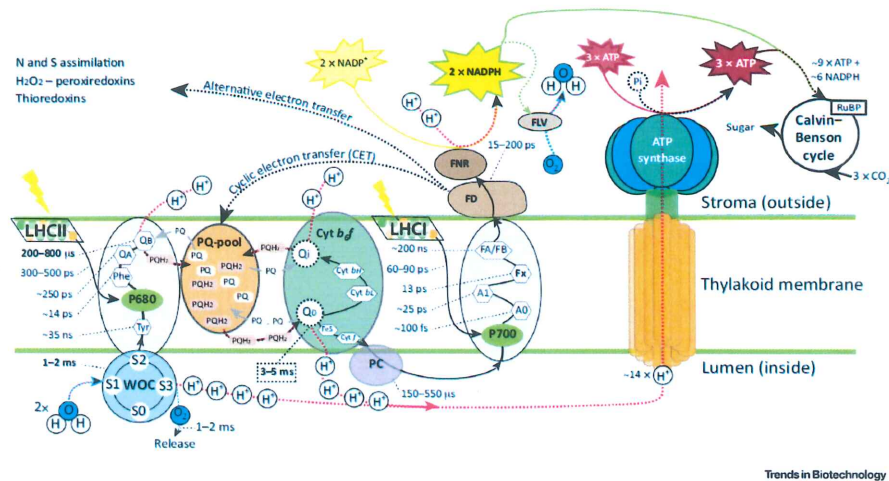 N and S assimilation
H₂O₂ – peroxiredoxins
Thioredoxins
Alternative electron transfer
Cyclic electron transfer (CET)
2 × NADP⁺
2 × NADPH
3 × ATP
3 × ATP
~9 × ATP +
~6 NADPH
H⁺
H⁺
H H
O
FLV
O₂
Pi
RuBP
Calvin–
Benson
cycle
Sugar
3 × CO₂
ATP
synthase
FNR
15–200 ps
FD
Stroma (outside)
Thylakoid membrane
Lumen (inside)
H⁺ H⁺
H⁺
H⁺
LHCII
LHCI
200–800 µs
300–500 ps
~250 ps
~14 ps
~35 ns
1–2 ms
QB
QA
Phe
P680
Tyr
PQ
PQH₂
PQ-pool
PQ
PQ
PQH₂
PQH₂
PQ
PQH₂
PQ
PQH₂
PQH₂
PQH₂
PQ
PQ
PQ
PQH₂
PQH₂
Cyt b₆f
Qi
Cyt bH
Cyt bL
Qo
Cyt f
3–5 ms
PC
150–550 µs
~200 ns
60–90 ps
13 ps
~25 ps
~100 fs
FA/FB
Fx
A1
A0
P700
S2
S1 WOC S3
S0
2×
O
H H
O₂
1–2 ms
Release
H⁺ H⁺ H⁺ H⁺
H⁺
H⁺ H⁺ H⁺
~14 × H⁺
Trends in Biotechnology